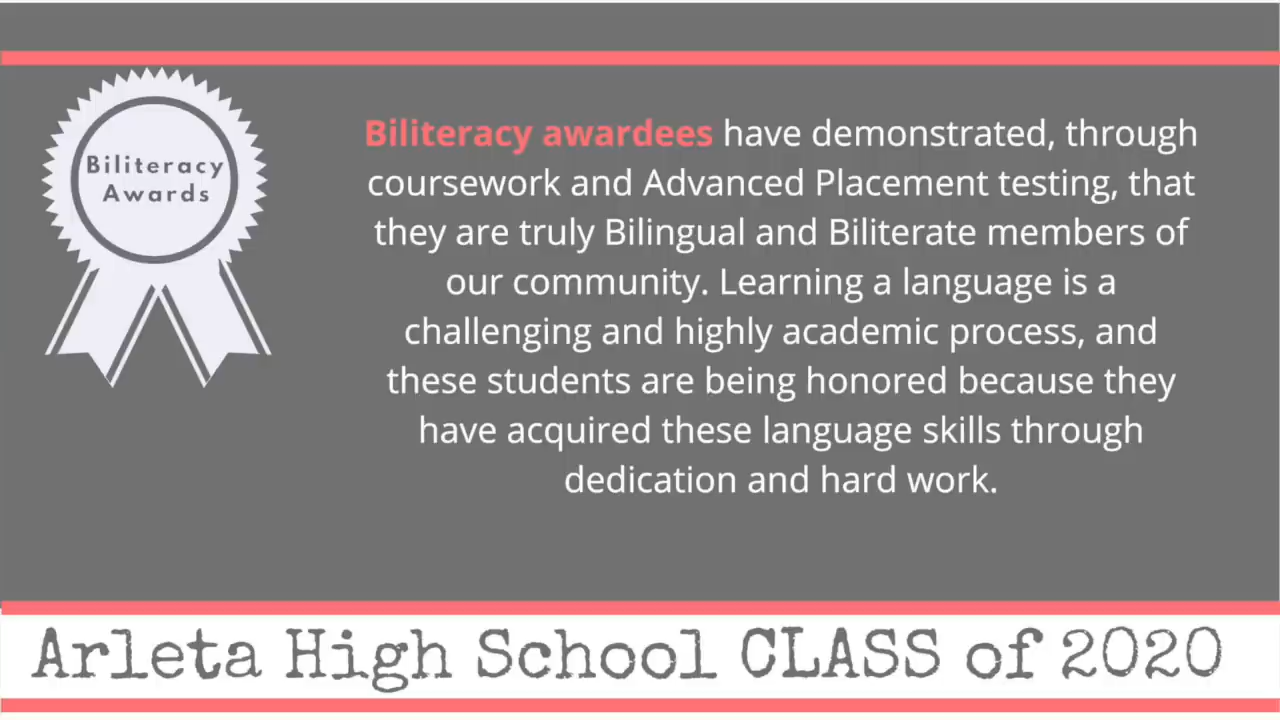 Biliteracy
Awards
Biliteracy awardees have demonstrated, through
coursework and Advanced Placement testing, that
they are truly Bilingual and Biliterate members of
our community. Learning a language is a
challenging and highly academic process, and
these students are being honored because they
have acquired these language skills through
dedication and hard work.
Arleta High School CLASS of 2020